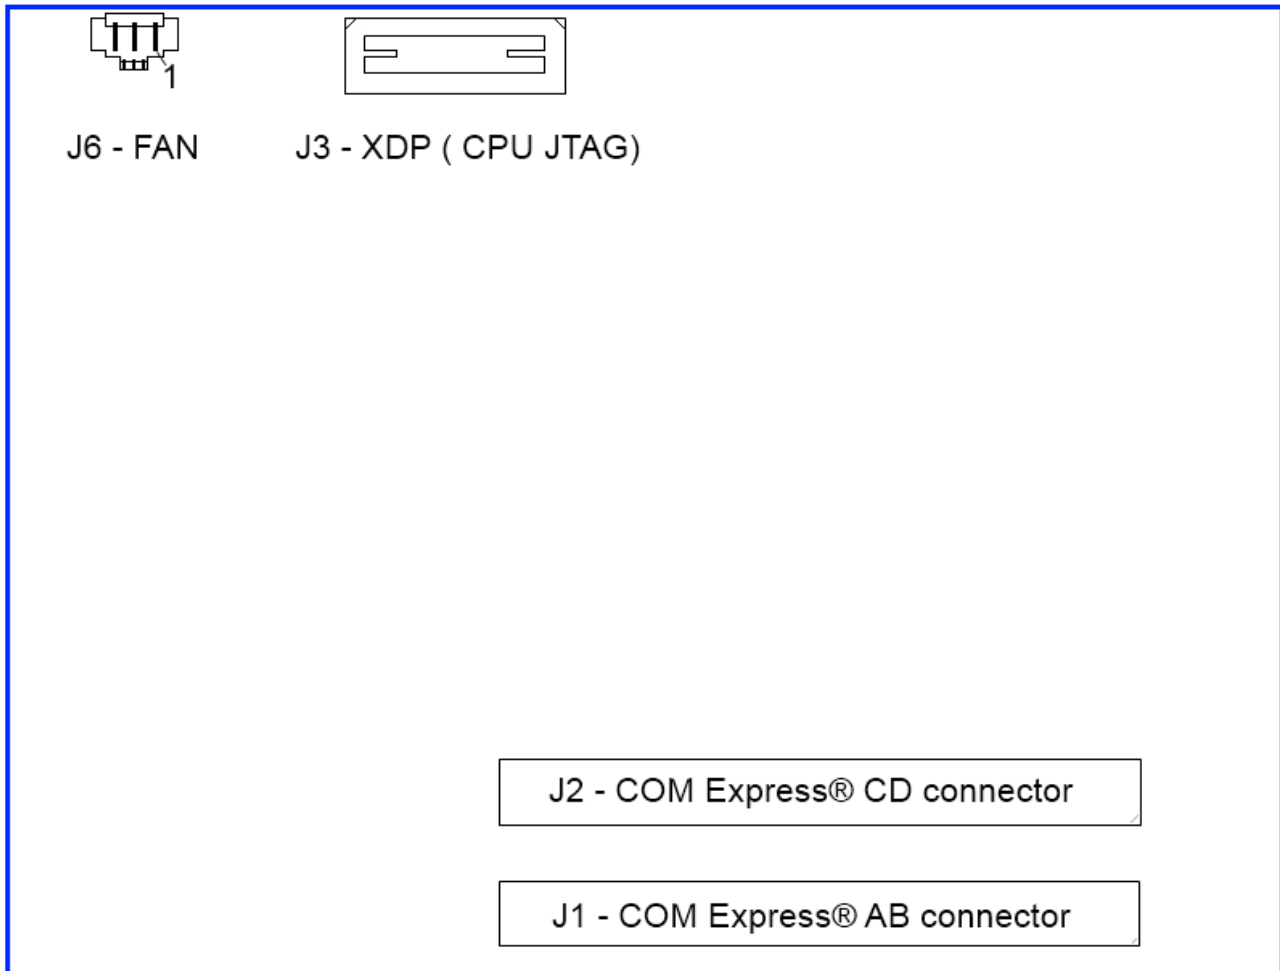 1
J6 - FAN
J3 - XDP ( CPU JTAG)
J2 - COM Express® CD connector
J1 - COM Express® AB connector